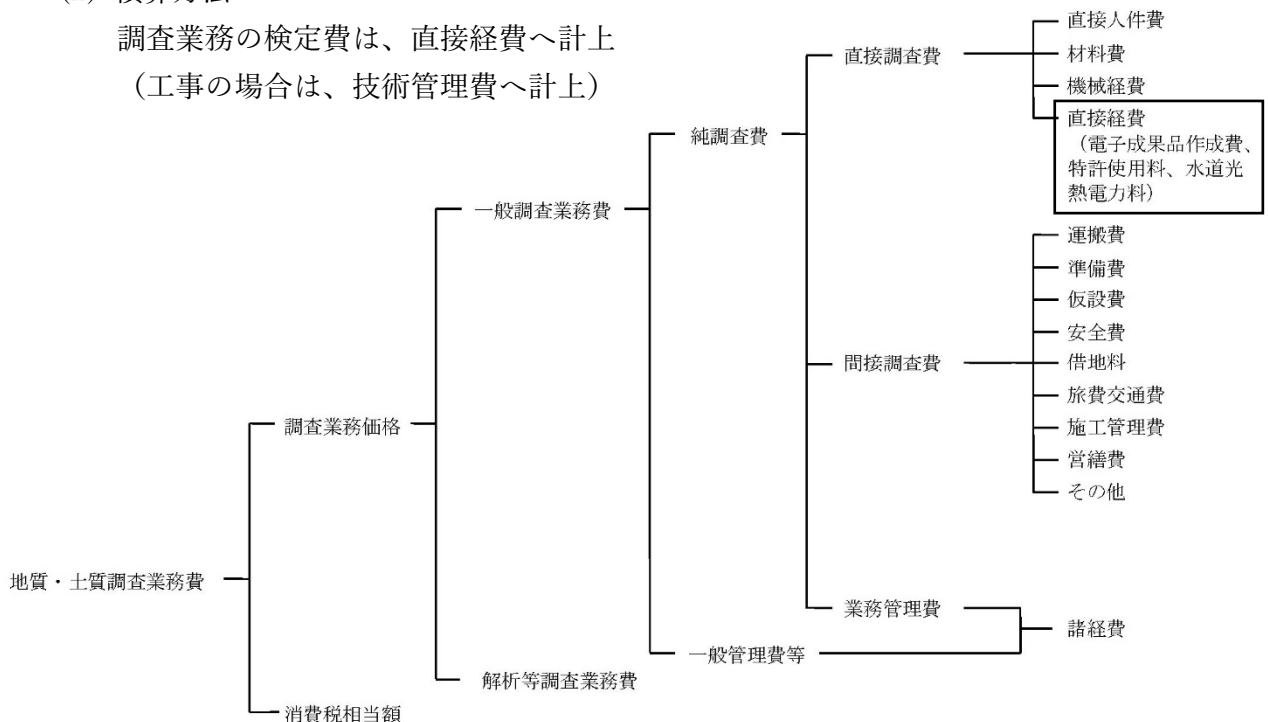 調査業務の検定費は、直接経費へ計上
（工事の場合は、技術管理費へ計上）
直接人件費
直接調査費
材料費
機械経費
直接経費
（電子成果品作成費、
特許使用料、水道光
熱電力料）
純調査費
一般調査業務費
運搬費
準備費
仮設費
安全費
間接調査費
借地料
旅費交通費
施工管理費
営繕費
その他
調査業務価格
地質・土質調査業務費
業務管理費
諸経費
一般管理費等
解析等調査業務費
消費税相当額